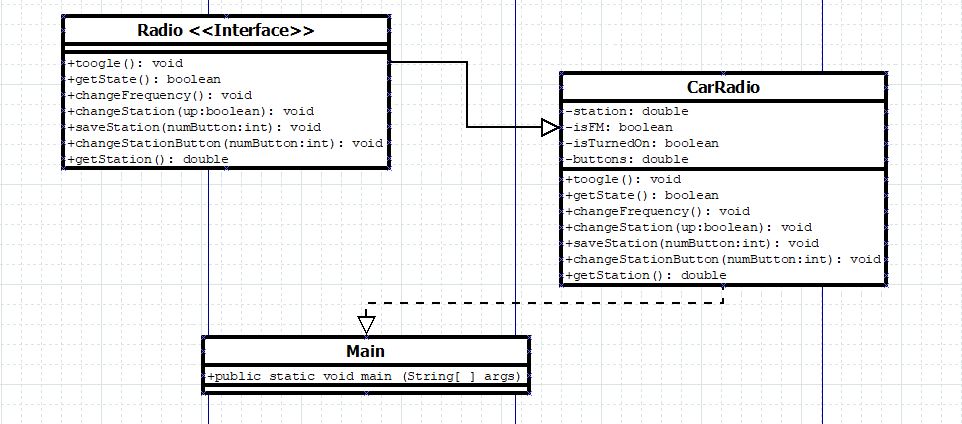 Radio <<Interface>>
+toogle(): void
+getState(): boolean
+changeFrequency(): void
+changeStation(up:boolean): void
+saveStation(numButton:int): void
+changeStationButton(numButton:int): void
+getStation(): double
CarRadio
-station: double
-isFM: boolean
-isTurnedOn: boolean
-buttons: double
+toogle(): void
+getState(): boolean
+changeFrequency(): void
+changeStation(up:boolean): void
+saveStation(numButton:int): void
+changeStationButton(numButton:int): void
+getStation(): double
Main
+public static void main (String[ ] args)